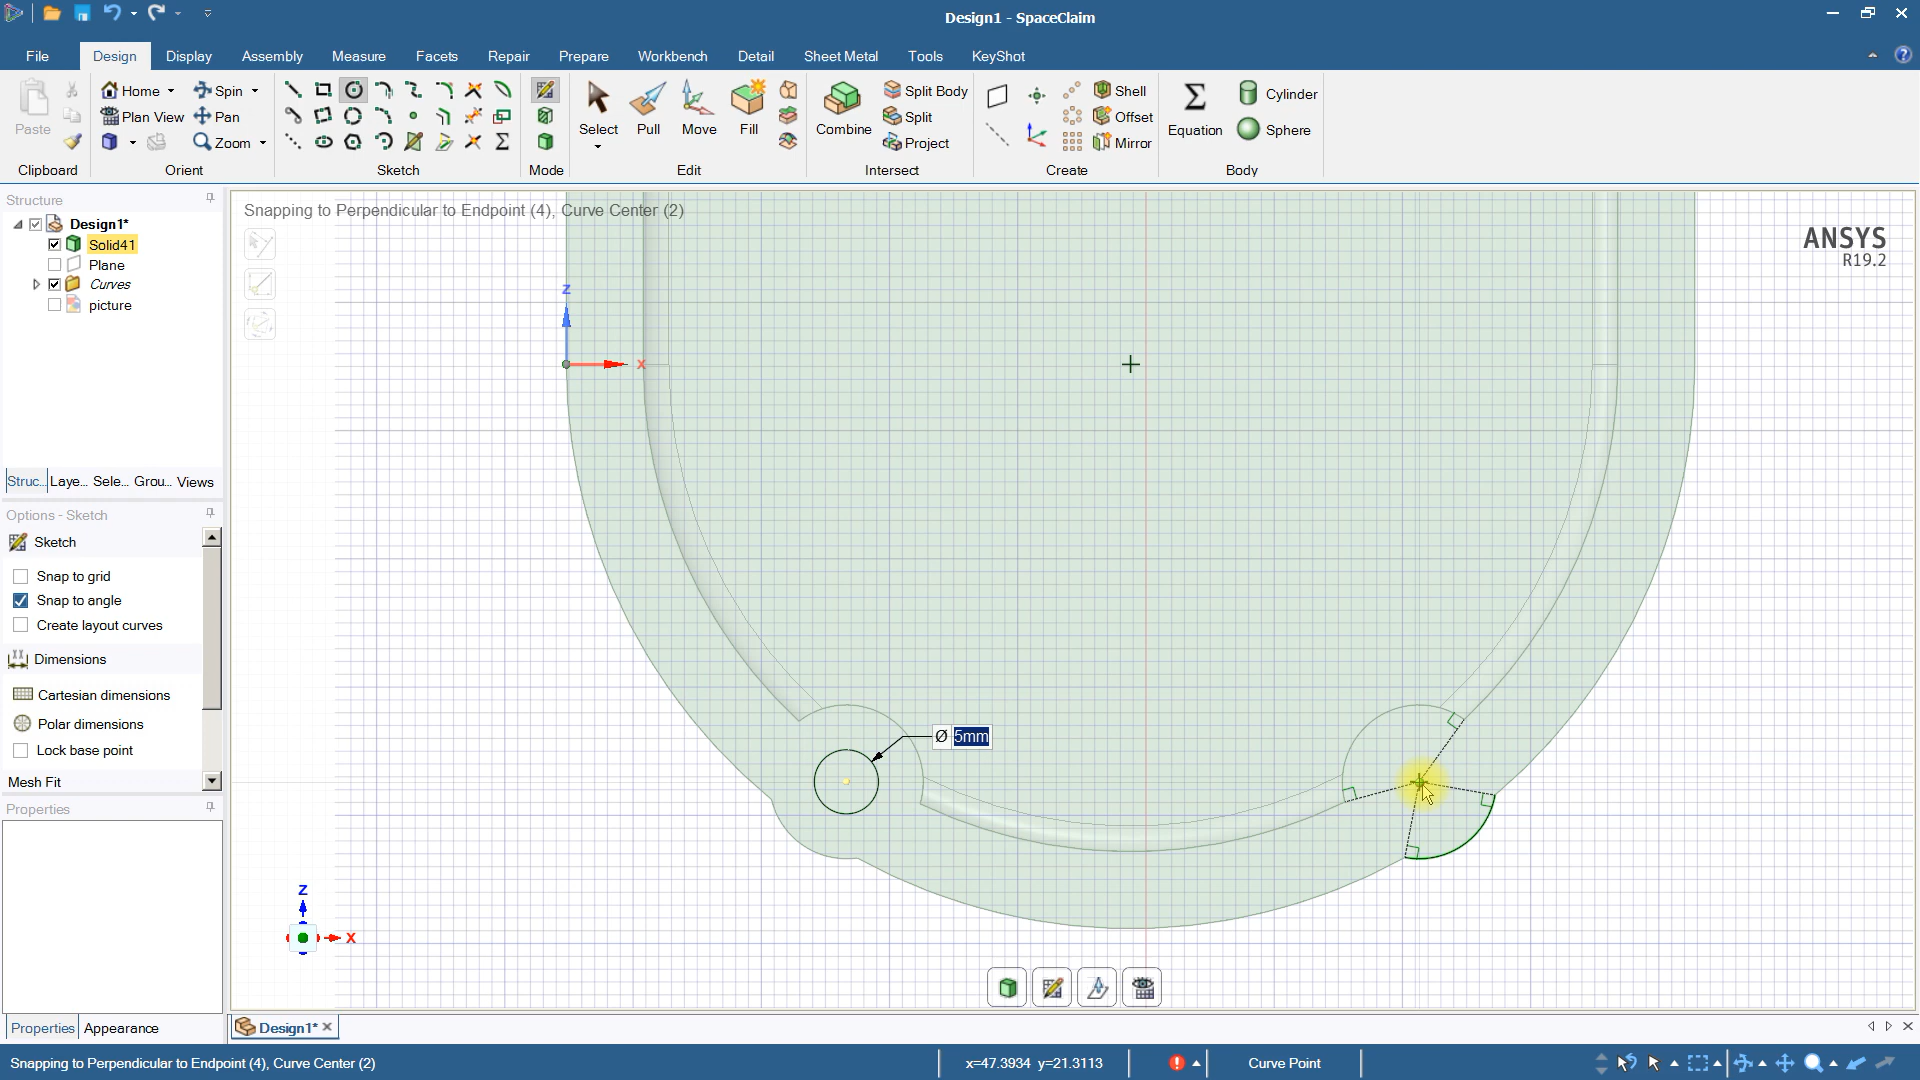 Design1 - SpaceClaim
File Design Display Assembly Measure Facets Repair Prepare Workbench Detail Sheet Metal Tools KeyShot
Paste
Home Spin
Plan View Pan
Zoom
Select Pull Move Fill
Combine
Split Body
Split
Project
Shell
Offset
Mirror
Equation
Cylinder
Sphere
Clipboard Orient Sketch Mode Edit Intersect Create Body
Structure
Design1*
Solid41
Plane
Curves
picture
Struc... Laye... Sele... Grou... Views
Options - Sketch
Sketch
Snap to grid
Snap to angle
Create layout curves
Dimensions
Cartesian dimensions
Polar dimensions
Lock base point
Mesh Fit
Properties
Properties Appearance
Snapping to Perpendicular to Endpoint (4), Curve Center (2)
ANSYS
R19.2
Z
X
Ø 5mm
Z
X
Design1*
Snapping to Perpendicular to Endpoint (4), Curve Center (2)
x=47.3934 y=21.3113
Curve Point